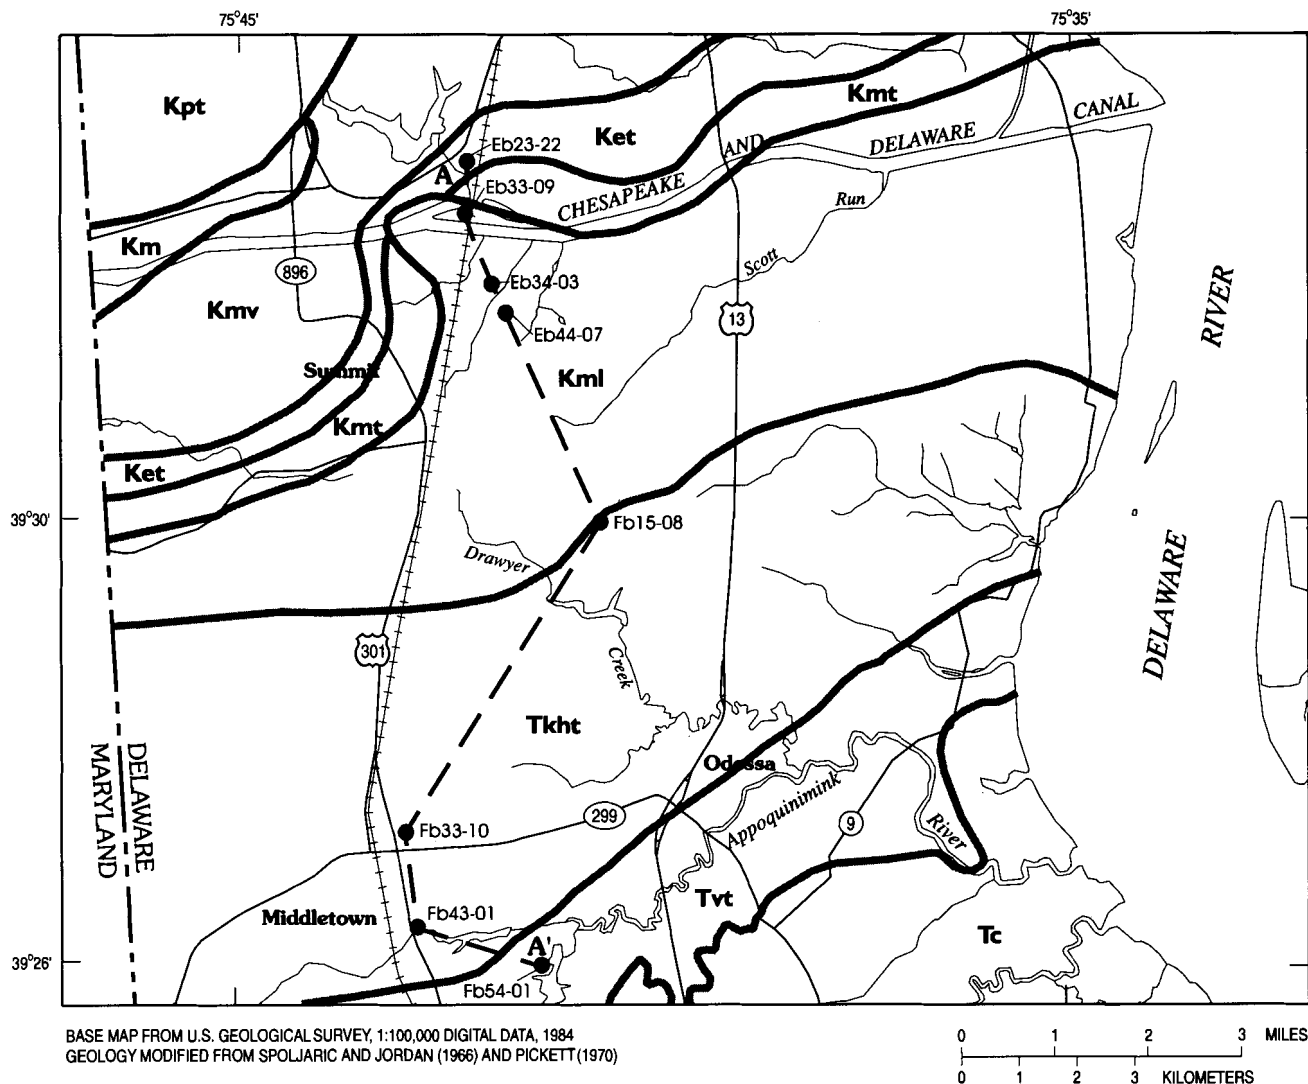 75°45'
75°35'
Kpt
Kmt
Ket
CANAL
AND
DELAWARE
Eb23-22
A
Eb33-09
CHESAPEAKE
Run
Km
896
Scott
Eb34-03
Kmv
13
RIVER
Eb44-07
Summit
Kml
Kmt
Ket
39°30'
Fb15-08
Drawyer
DELAWARE
301
Creek
Tkht
DELAWARE
MARYLAND
Odessa
Appoquinimink
299
9
River
Fb33-10
Middletown
Fb43-01
Tvt
Tc
A'
39°26'
Fb54-01
BASE MAP FROM U.S. GEOLOGICAL SURVEY, 1:100,000 DIGITAL DATA, 1984
GEOLOGY MODIFIED FROM SPOLJARIC AND JORDAN (1966) AND PICKETT (1970)
0 1 2 3 MILES
0 1 2 3 KILOMETERS